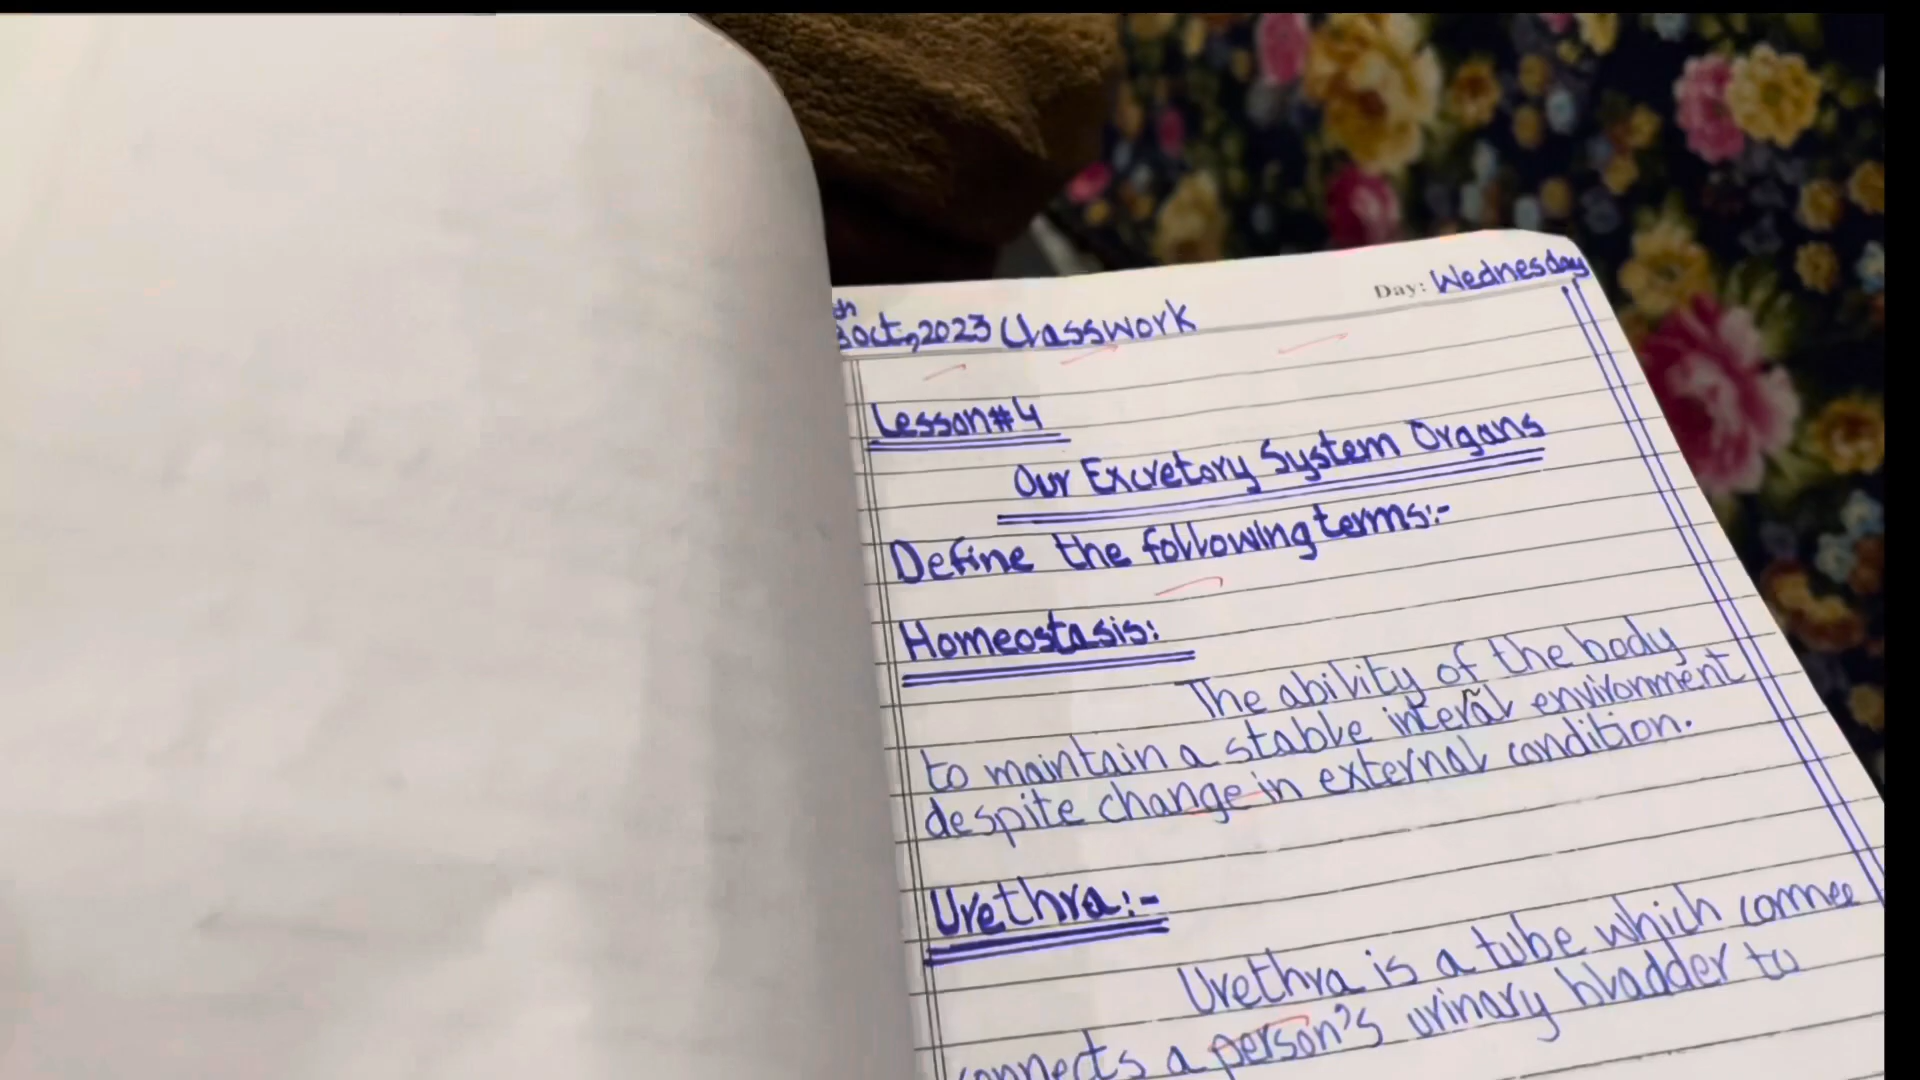 Day: Wednesday
Oct, 2023 Classwork
Lesson#4
Our Excretory System Organs
Define the following terms:-
Homeostasis:
The ability of the body
to maintain a stable interal environment
despite change in external condition.
Urethra:-
Urethra is a tube which connee
connects a person's urinary bladder to